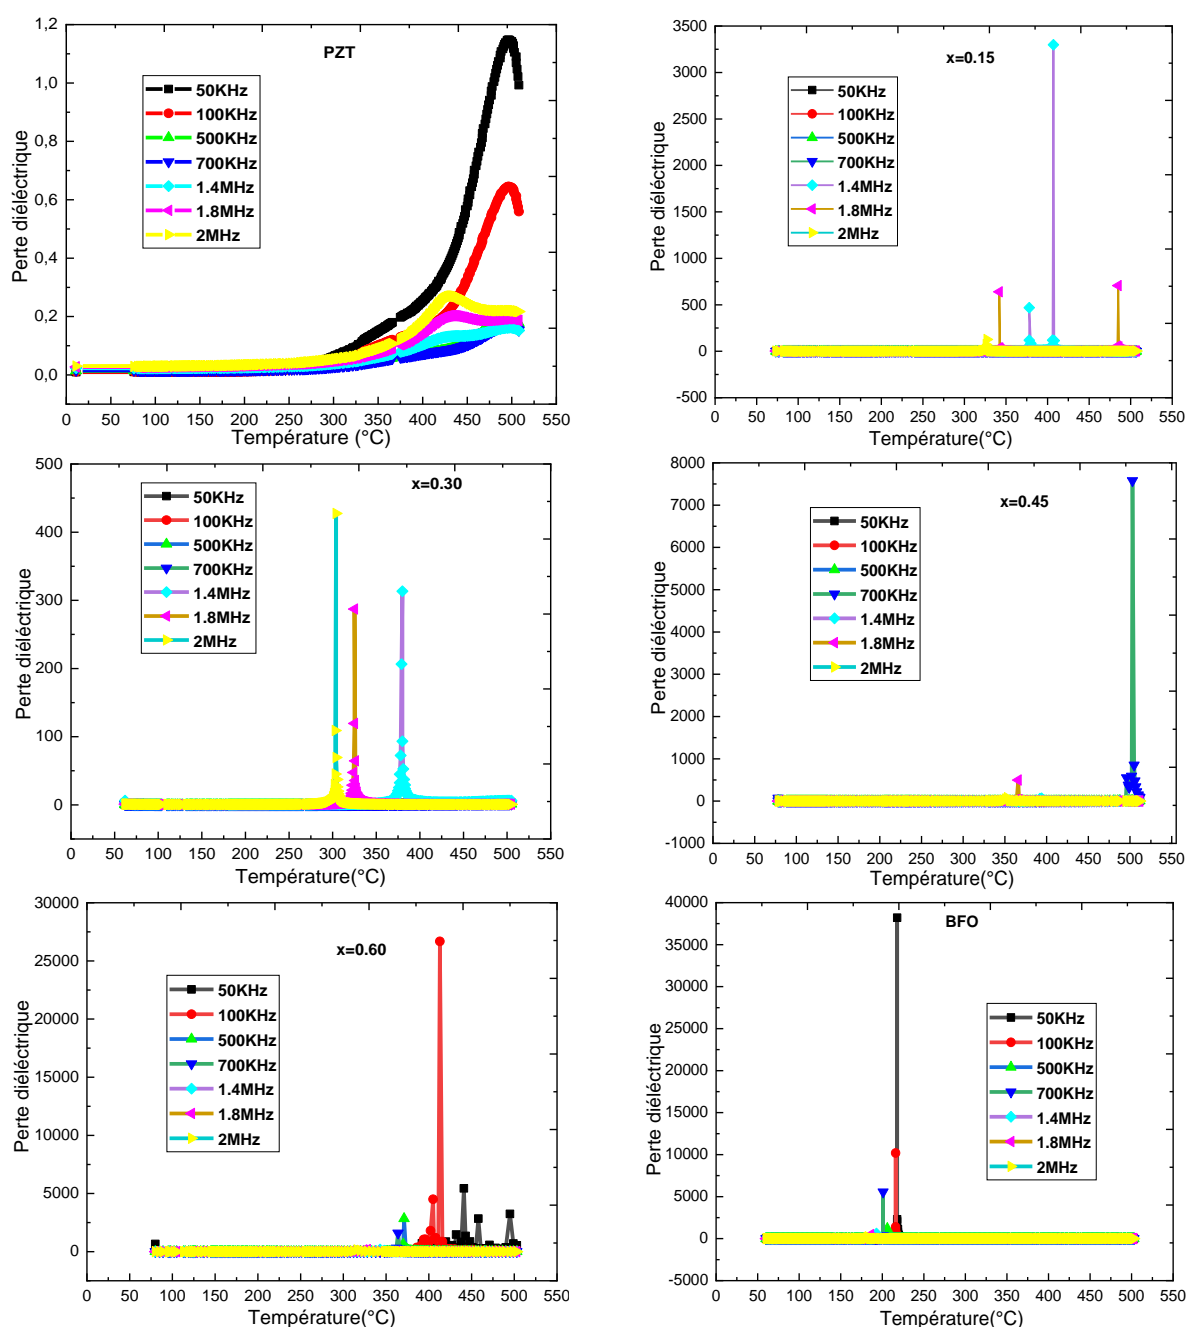 PZT
Perte diéléctrique
1,2
1,0
0,8
0,6
0,4
0,2
0,0
50KHz
100KHz
500KHz
700KHz
1.4MHz
1.8MHz
2MHz
0 50 100 150 200 250 300 350 400 450 500 550
Température (°C)
x=0.15
Perte diéléctrique
3500
3000
2500
2000
1500
1000
500
0
-500
50KHz
100KHz
500KHz
700KHz
1.4MHz
1.8MHz
2MHz
0 50 100 150 200 250 300 350 400 450 500 550
Température(°C)
x=0.30
Perte diéléctrique
500
400
300
200
100
0
50KHz
100KHz
500KHz
700KHz
1.4MHz
1.8MHz
2MHz
0 50 100 150 200 250 300 350 400 450 500 550
Température(°C)
x=0.45
Perte diéléctrique
8000
7000
6000
5000
4000
3000
2000
1000
0
-1000
50KHz
100KHz
500KHz
700KHz
1.4MHz
1.8MHz
2MHz
0 50 100 150 200 250 300 350 400 450 500 550
Température(°C)
x=0.60
Perte diéléctrique
30000
25000
20000
15000
10000
5000
0
50KHz
100KHz
500KHz
700KHz
1.4MHz
1.8MHz
2MHz
0 50 100 150 200 250 300 350 400 450 500 550
Température(°C)
BFO
Perte diéléctrique
40000
35000
30000
25000
20000
15000
10000
5000
0
-5000
50KHz
100KHz
500KHz
700KHz
1.4MHz
1.8MHz
2MHz
0 50 100 150 200 250 300 350 400 450 500 550
Température(°C)